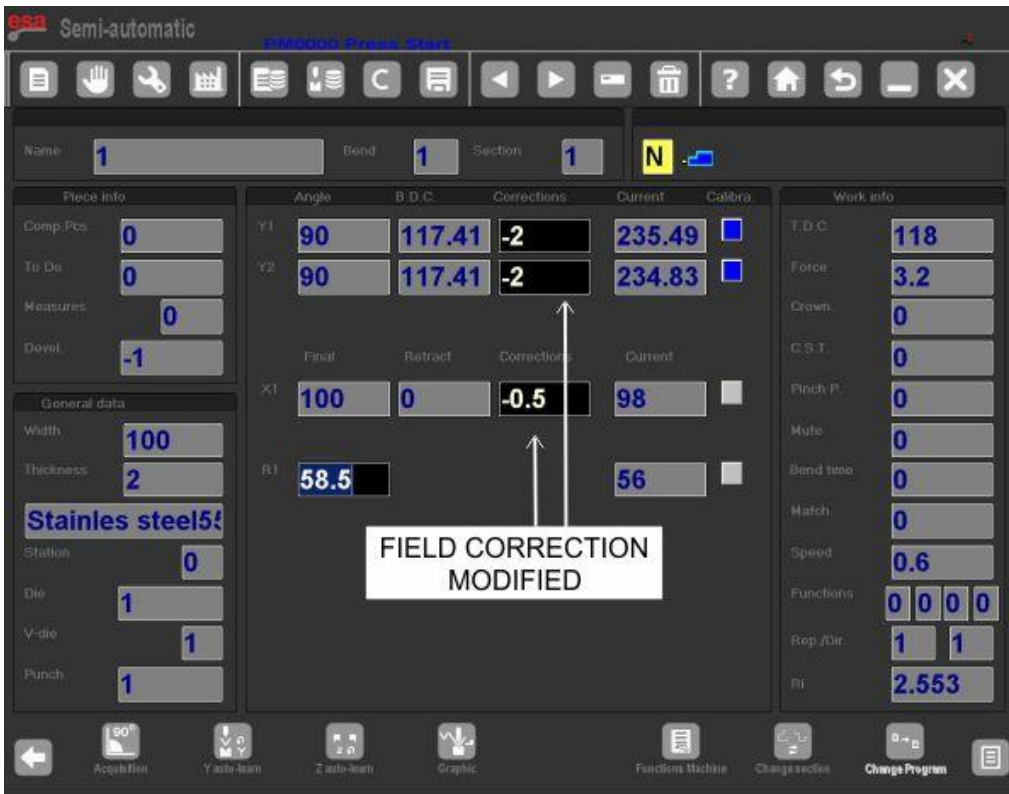 esa Semi-automatic
PM0000 Press Start
C ?
Name 1 Bend 1 Section 1 N
Piece info
Comp.Pcs 0
To Do 0
Measures 0
Devel. -1
General data
Width 100
Thickness 2
Stainles steel
Station 0
Die 1
V-die 1
Punch 1
Angle B.D.C. Corrections Current Calibra.
Y1 90 117.41 -2 235.49
Y2 90 117.41 -2 234.83
Final Retract Corrections Current
X1 100 0 -0.5 98
R1 58.5 56
FIELD CORRECTION
MODIFIED
Work info
T.D.C. 118
Force 3.2
Crown. 0
C.S.T. 0
Pinch P. 0
Mute 0
Bend time 0
Match. 0
Speed 0.6
Functions 0 0 0 0
Rep./Dir. 1 1
Ri 2.553
90°
Acquisition Y auto-learn Z auto-learn Graphic Functions Machine Change section Change Program